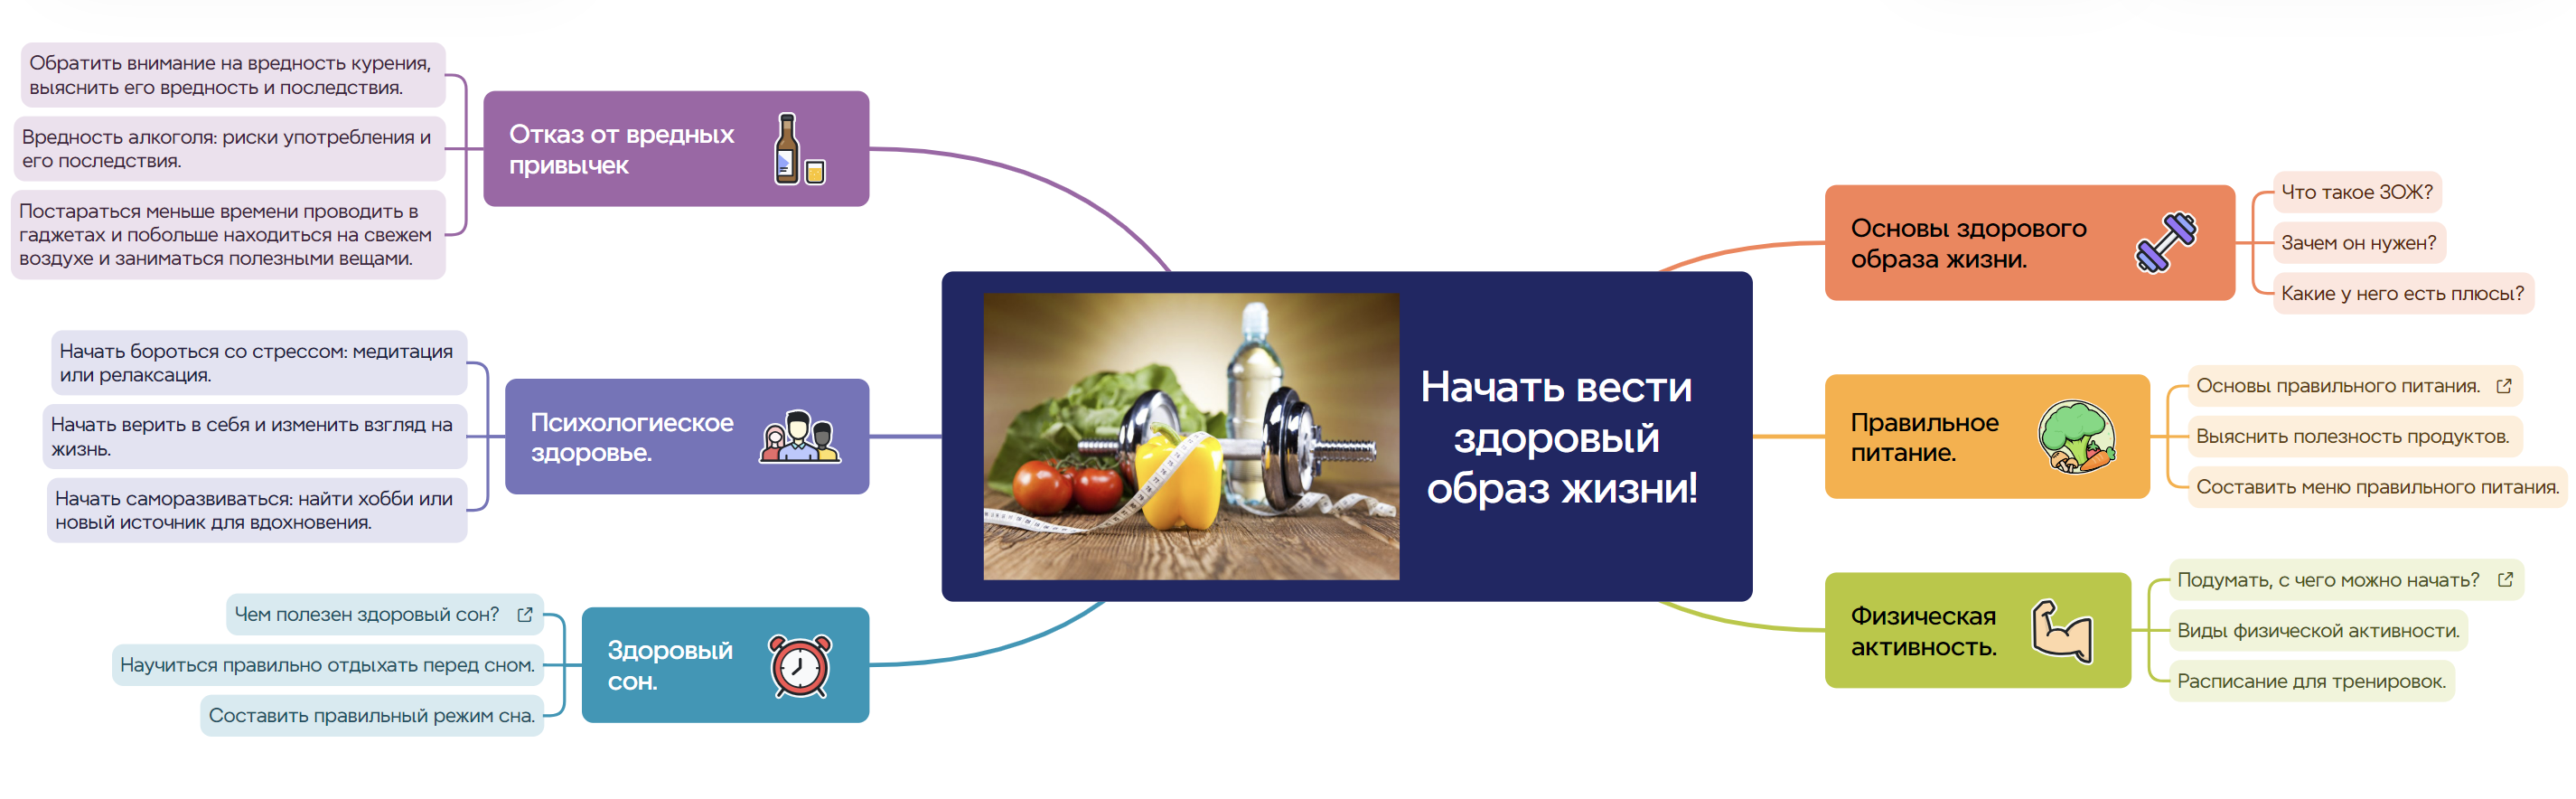 Обратить внимание на вредность курения,
выяснить его вредность и последствия.
Вредность алкоголя: риски употребления и
его последствия.
Постараться меньше времени проводить в
гаджетах и побольше находиться на свежем
воздухе и заниматься полезными вещами.
Отказ от вредных
привычек
Начать бороться со стрессом: медитация
или релаксация.
Начать верить в себя и изменить взгляд на
жизнь.
Начать саморазвиваться: найти хобби или
новый источник для вдохновения.
Психологиеское
здоровье.
Чем полезен здоровый сон?
Научиться правильно отдыхать перед сном.
Составить правильный режим сна.
Здоровый
сон.
Начать вести
здоровый
образ жизни!
Основы здорового
образа жизни.
Что такое ЗОЖ?
Зачем он нужен?
Какие у него есть плюсы?
Правильное
питание.
Основы правильного питания.
Выяснить полезность продуктов.
Составить меню правильного питания.
Физическая
активность.
Подумать, с чего можно начать?
Виды физической активности.
Расписание для тренировок.